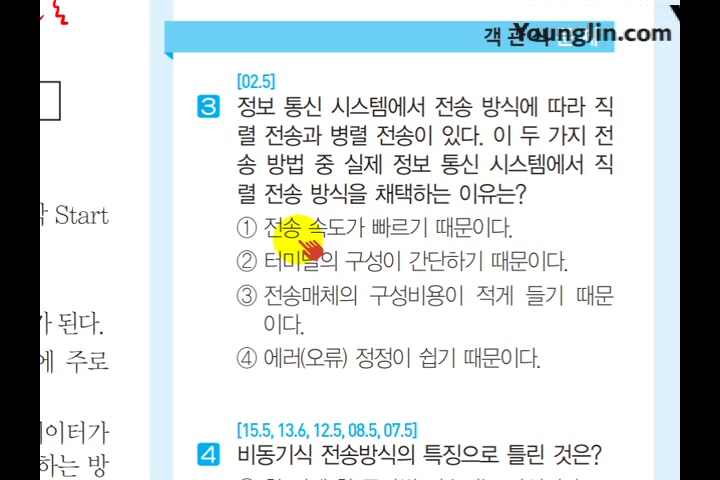 Younglin.com
객관식 문제
[02.5]
3 정보 통신 시스템에서 전송 방식에 따라 직
렬 전송과 병렬 전송이 있다. 이 두 가지 전
송 방법 중 실제 정보 통신 시스템에서 직
렬 전송 방식을 채택하는 이유는?
① 전송 속도가 빠르기 때문이다.
② 터미널의 구성이 간단하기 때문이다.
③ 전송매체의 구성비용이 적게 들기 때문
이다.
④ 에러(오류) 정정이 쉽기 때문이다.
[15.5, 13.6, 12.5, 08.5, 07.5]
4 비동기식 전송방식의 특징으로 틀린 것은?
Start
가 된다.
에 주로
이터가
하는 방